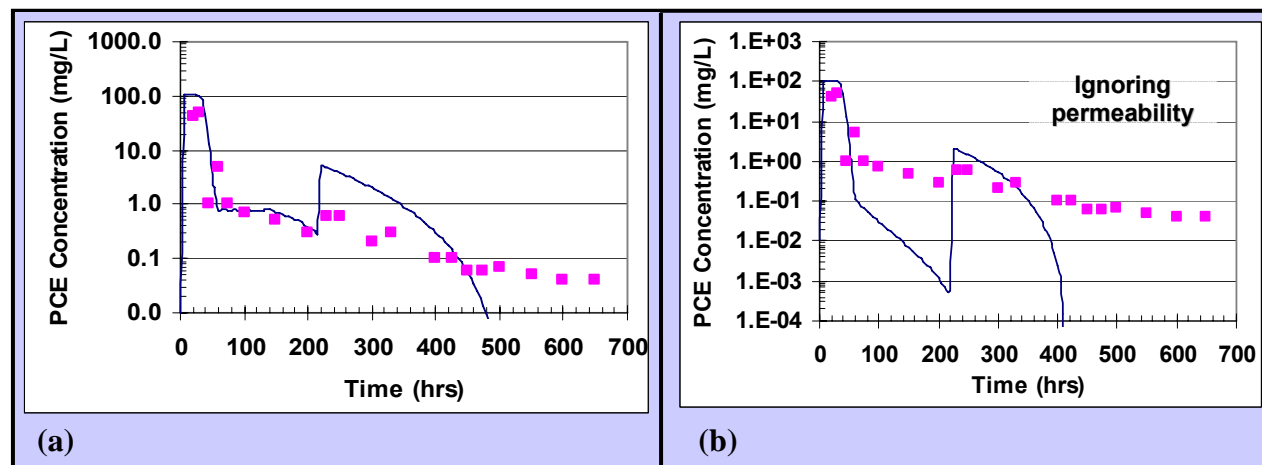 PCE Concentration (mg/L)
1000.0
100.0
10.0
1.0
0.1
0.0
0 100 200 300 400 500 600 700
Time (hrs)
(a)
PCE Concentration (mg/L)
1.E+03
1.E+02
1.E+01
1.E+00
1.E-01
1.E-02
1.E-03
1.E-04
Ignoring
permeability
0 100 200 300 400 500 600 700
Time (hrs)
(b)